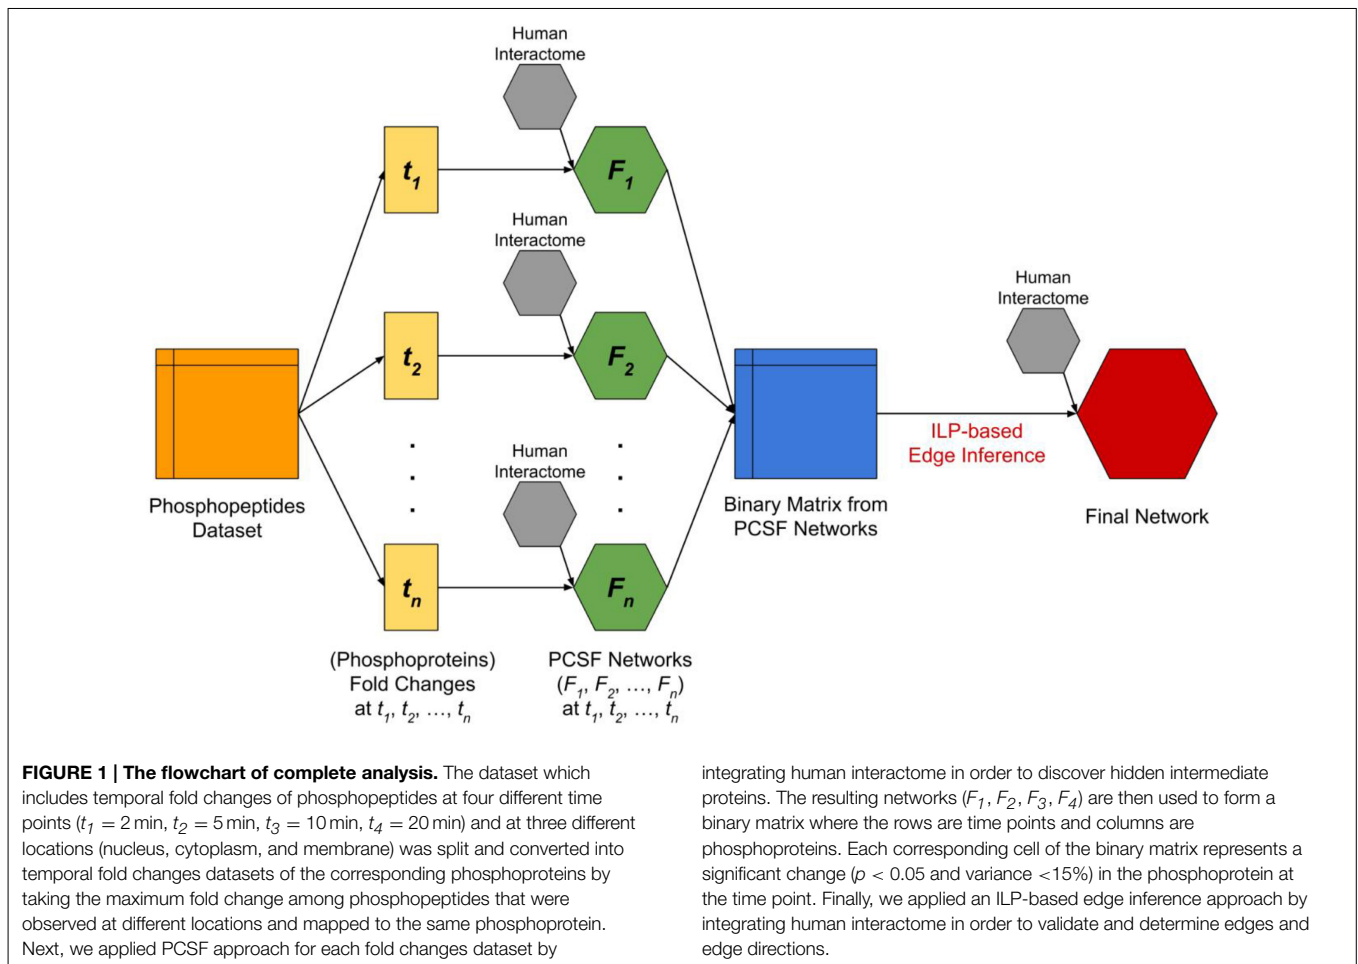 Human
Interactome
t1
F1
Human
Interactome
t2
F2
Human
Interactome
.
.
.
Human
Interactome
.
.
.
tn
Fn
Phosphopeptides
Dataset
Binary Matrix from
PCSF Networks
ILP-based
Edge Inference
Final Network
(Phosphoproteins)
Fold Changes
at t1, t2, …, tn
PCSF Networks
(F1, F2, …, Fn)
at t1, t2, …, tn
FIGURE 1 | The flowchart of complete analysis. The dataset which
includes temporal fold changes of phosphopeptides at four different time
points (t1 = 2 min, t2 = 5 min, t3 = 10 min, t4 = 20 min) and at three different
locations (nucleus, cytoplasm, and membrane) was split and converted into
temporal fold changes datasets of the corresponding phosphoproteins by
taking the maximum fold change among phosphopeptides that were
observed at different locations and mapped to the same phosphoprotein.
Next, we applied PCSF approach for each fold changes dataset by
integrating human interactome in order to discover hidden intermediate
proteins. The resulting networks (F1, F2, F3, F4) are then used to form a
binary matrix where the rows are time points and columns are
phosphoproteins. Each corresponding cell of the binary matrix represents a
significant change (p < 0.05 and variance <15%) in the phosphoprotein at
the time point. Finally, we applied an ILP-based edge inference approach by
integrating human interactome in order to validate and determine edges and
edge directions.